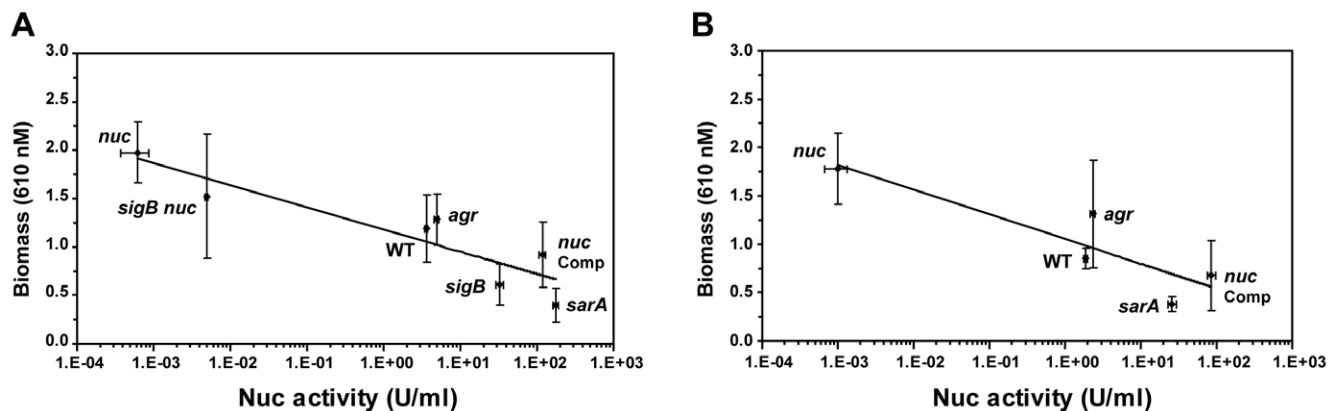 A
3.0
2.5
2.0
1.5
1.0
0.5
0.0
Biomass (610 nM)
nuc
sigB nuc
WT
agr
sigB
nuc
Comp
sarA
1.E-04 1.E-03 1.E-02 1.E-01 1.E+00 1.E+01 1.E+02 1.E+03
Nuc activity (U/ml)
B
3.0
2.5
2.0
1.5
1.0
0.5
0.0
Biomass (610 nM)
nuc
agr
WT
sarA
nuc
Comp
1.E-04 1.E-03 1.E-02 1.E-01 1.E+00 1.E+01 1.E+02 1.E+03
Nuc activity (U/ml)